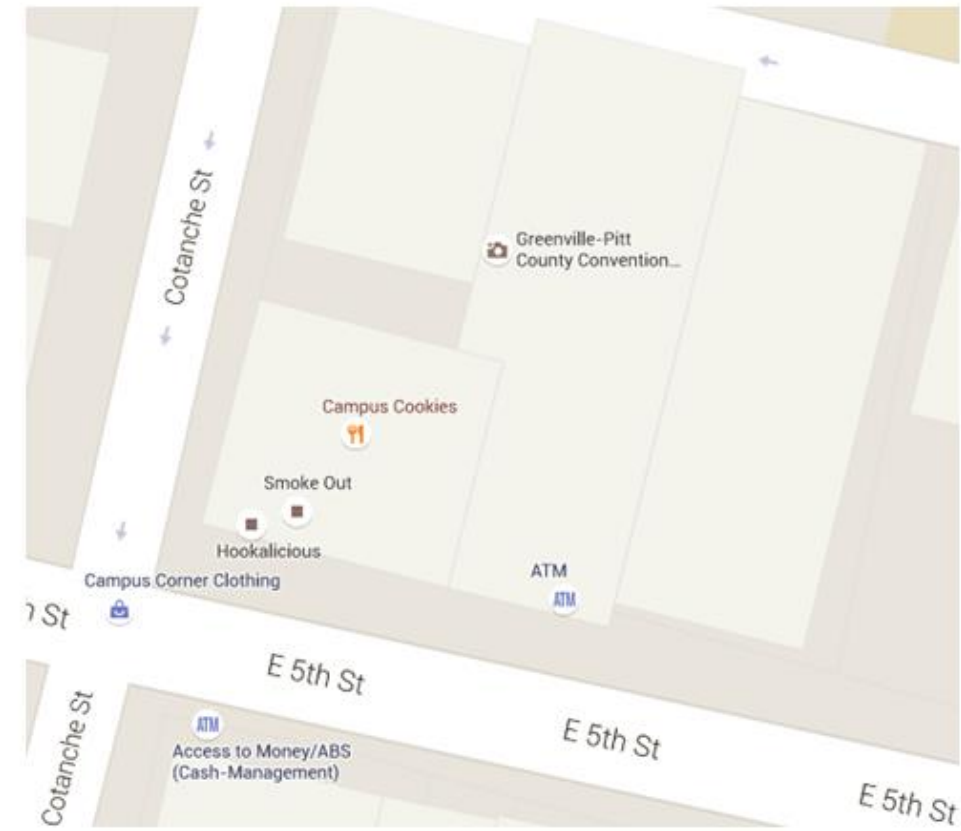 Cotanche St
Greenville-Pitt
County Convention...
Campus Cookies
Smoke Out
Hookalicious
ATM
ATM
Campus Corner Clothing
St
E 5th St
ATM
Access to Money/ABS
(Cash-Management)
Cotanche St
E 5th St
E 5th St